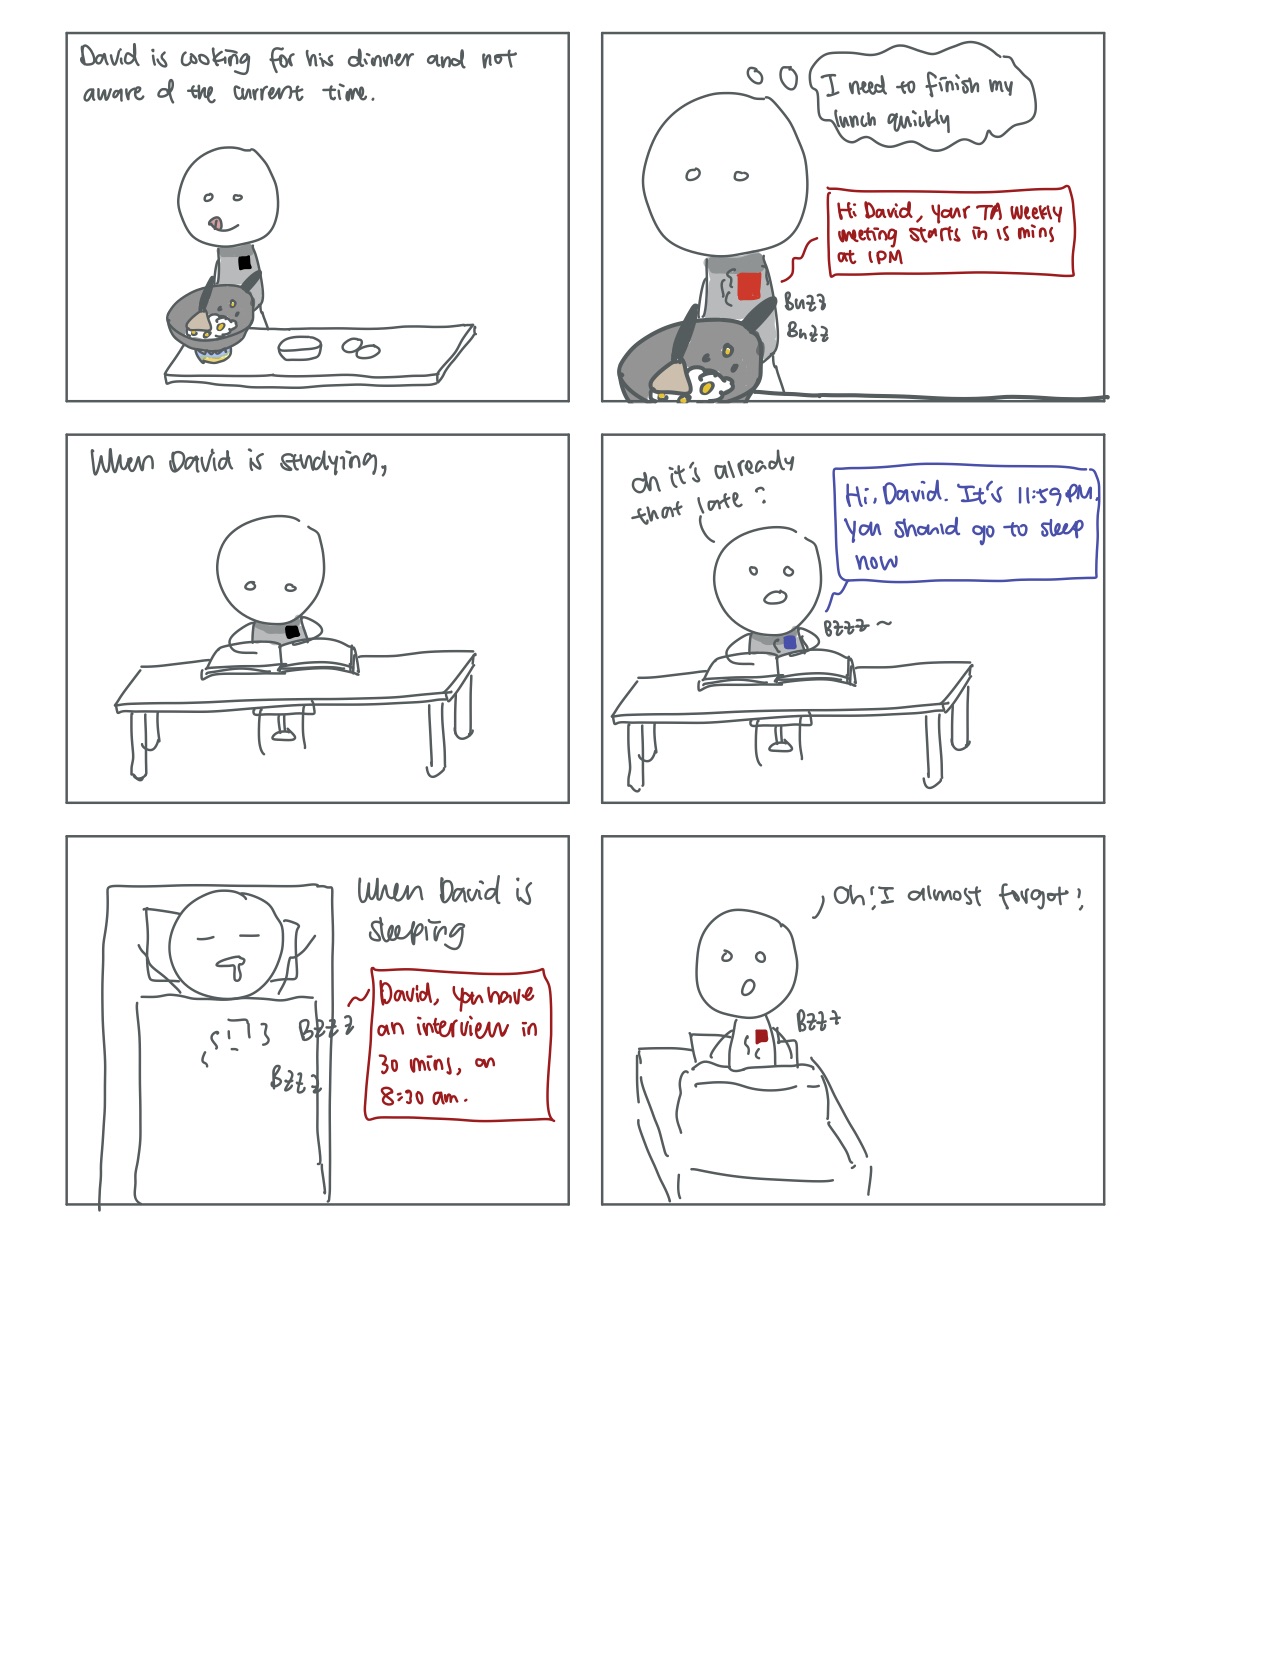 David is cooking for his dinner and not
aware of the current time.
I need to finish my
lunch quickly
Hi David, your TA weekly
meeting starts in 15 mins
at 1PM
Buzz
Buzz
When David is studying,
oh it's already
that late?
Hi, David. It's 11:59 PM.
You should go to sleep
now
Bzzz~
When David is
sleeping
David, you have
an interview in
30 mins, on
8:30 am.
Bzzz
Bzzz
Oh! I almost forgot!
Bzzz